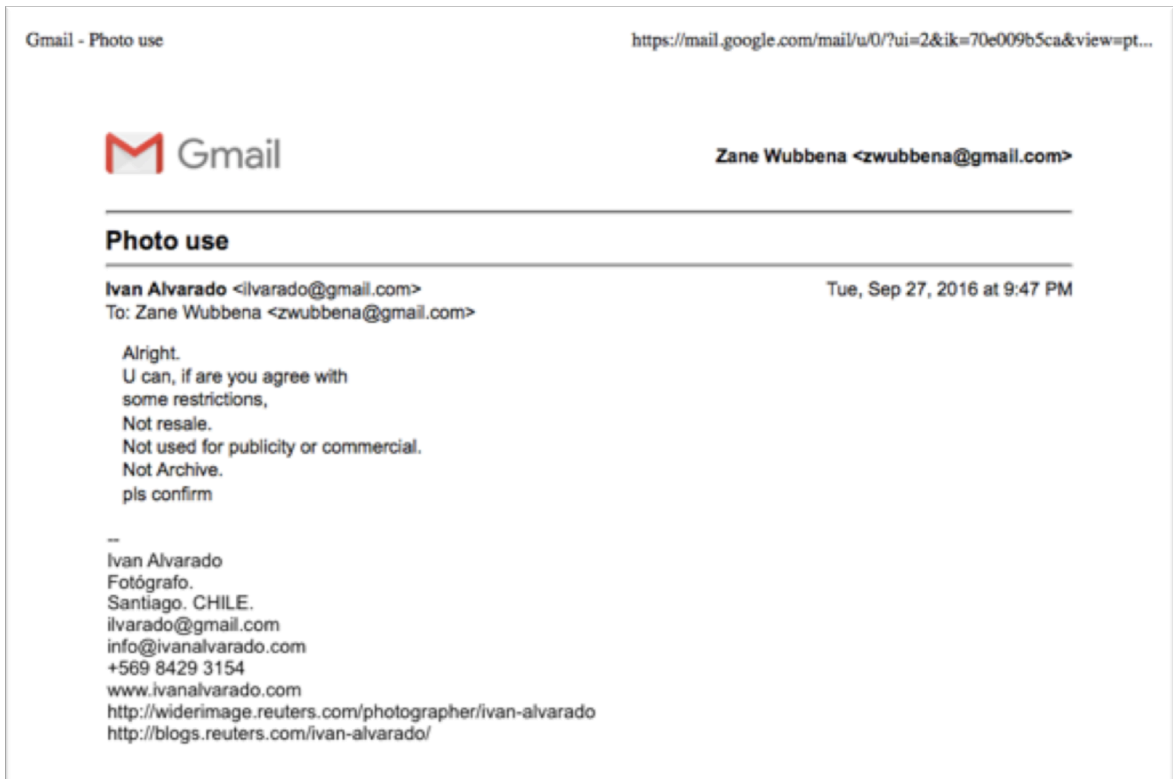 Gmail - Photo use
https://mail.google.com/mail/u/0/?ui=2&ik=70e009b5ca&view=pt...
Gmail
Zane Wubbena <zwubbena@gmail.com>
Photo use
Ivan Alvarado <ilvarado@gmail.com>
Tue, Sep 27, 2016 at 9:47 PM
To: Zane Wubbena <zwubbena@gmail.com>
Alright.
U can, if are you agree with
some restrictions,
Not resale.
Not used for publicity or commercial.
Not Archive.
pls confirm
--
Ivan Alvarado
Fotógrafo.
Santiago. CHILE.
ilvarado@gmail.com
info@ivanalvarado.com
+569 8429 3154
www.ivanalvarado.com
http://widerimage.reuters.com/photographer/ivan-alvarado
http://blogs.reuters.com/ivan-alvarado/